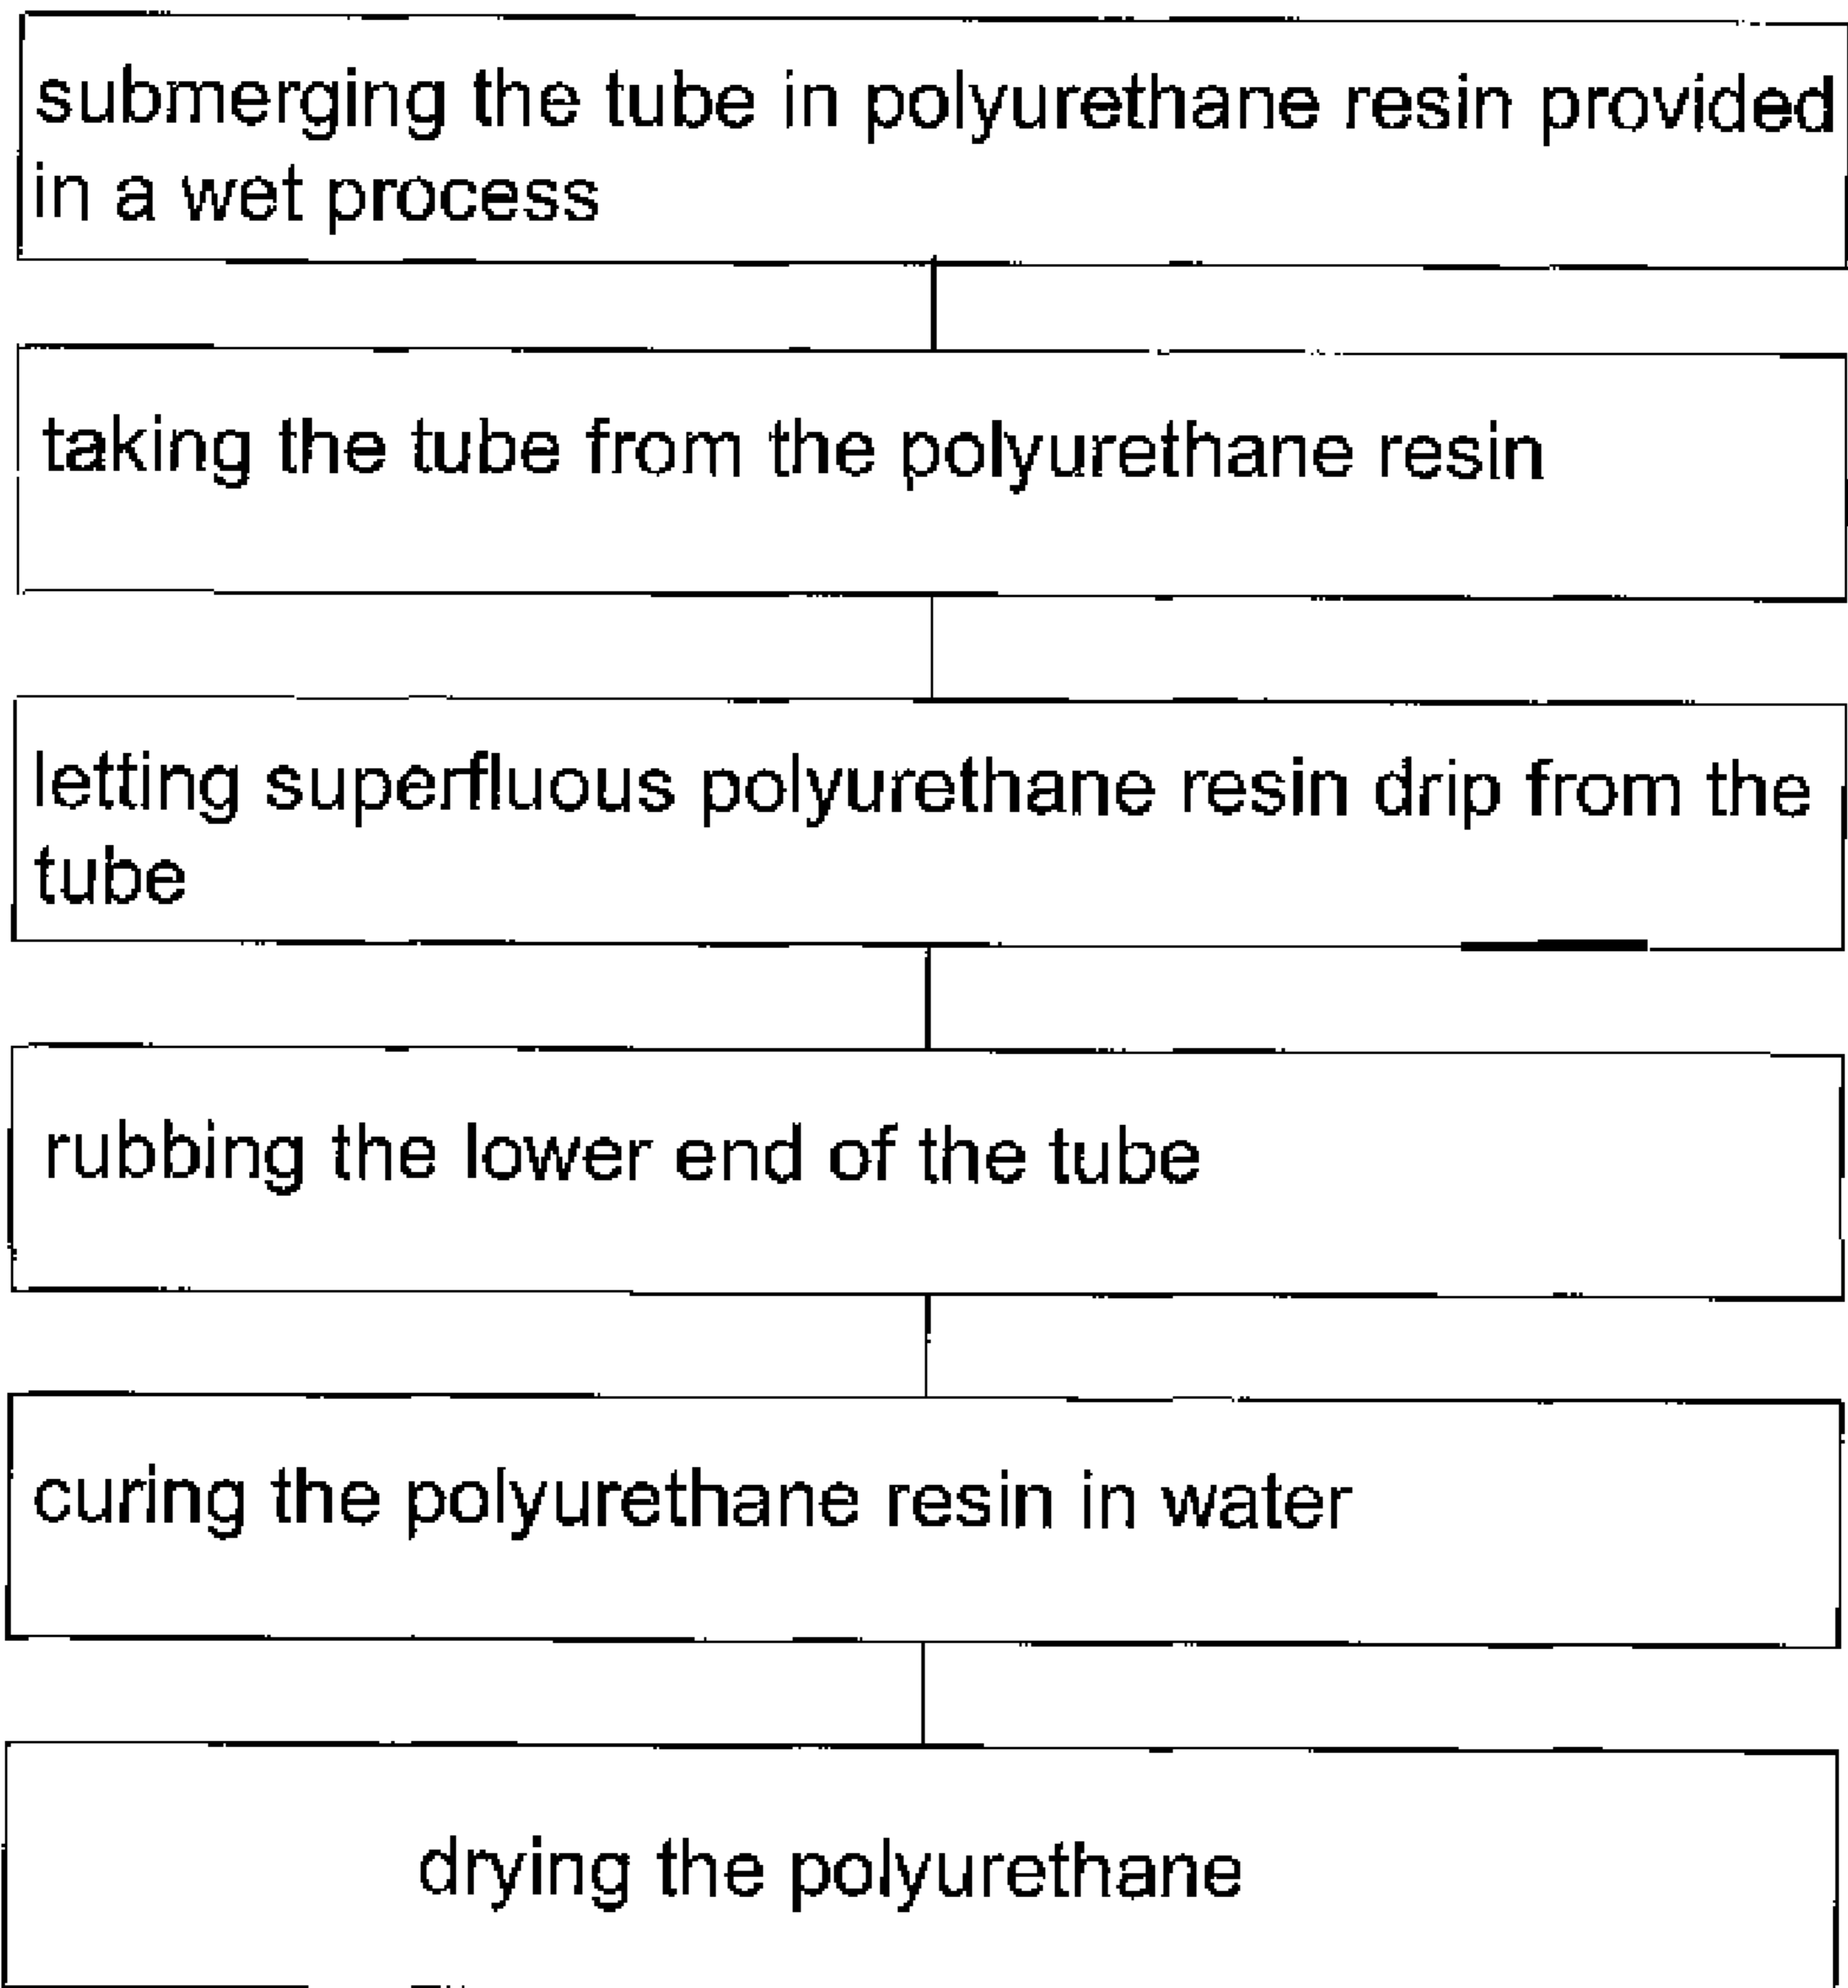 submerging the tube in polyurethane resin provided
in a wet process
taking the tube from the polyurethane resin
letting superfluous polyurethane resin drip from the
tube
rubbing the lower end of the tube
curing the polyurethane resin in water
drying the polyurethane